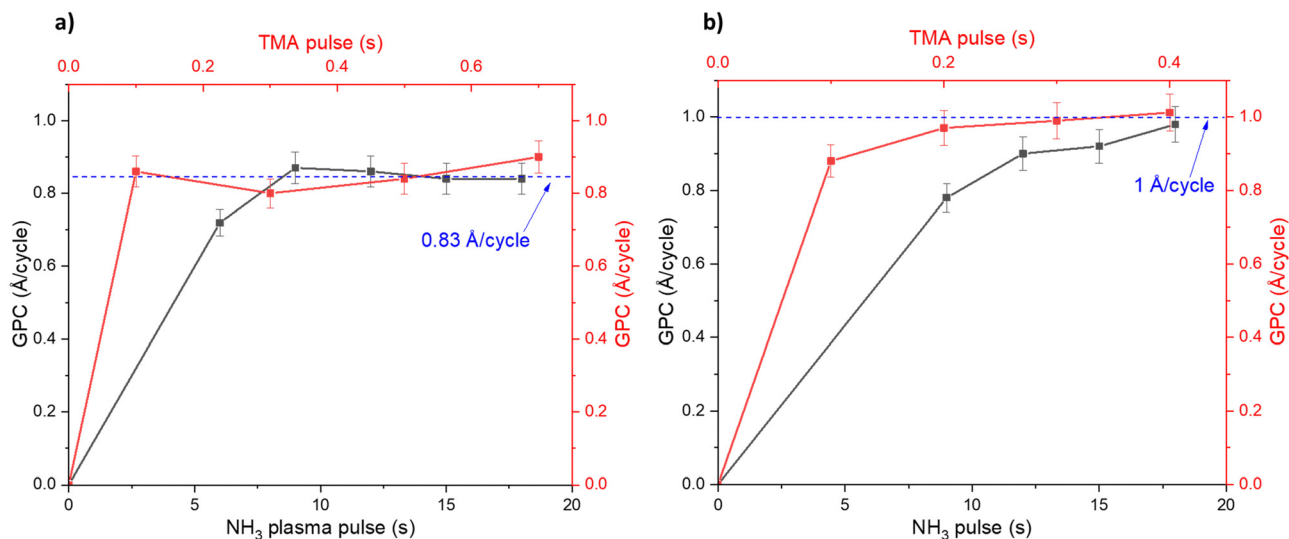 a)
TMA pulse (s)
0.0 0.2 0.4 0.6
1.0
0.8
0.6
0.4
0.2
0.0
GPC (Å/cycle)
0.83 Å/cycle
1.0
0.8
0.6
0.4
0.2
0.0
GPC (Å/cycle)
0 5 10 15 20
NH₃ plasma pulse (s)
b)
TMA pulse (s)
0.0 0.2 0.4
1.0
0.8
0.6
0.4
0.2
0.0
GPC (Å/cycle)
1 Å/cycle
1.0
0.8
0.6
0.4
0.2
0.0
GPC (Å/cycle)
0 5 10 15 20
NH₃ pulse (s)